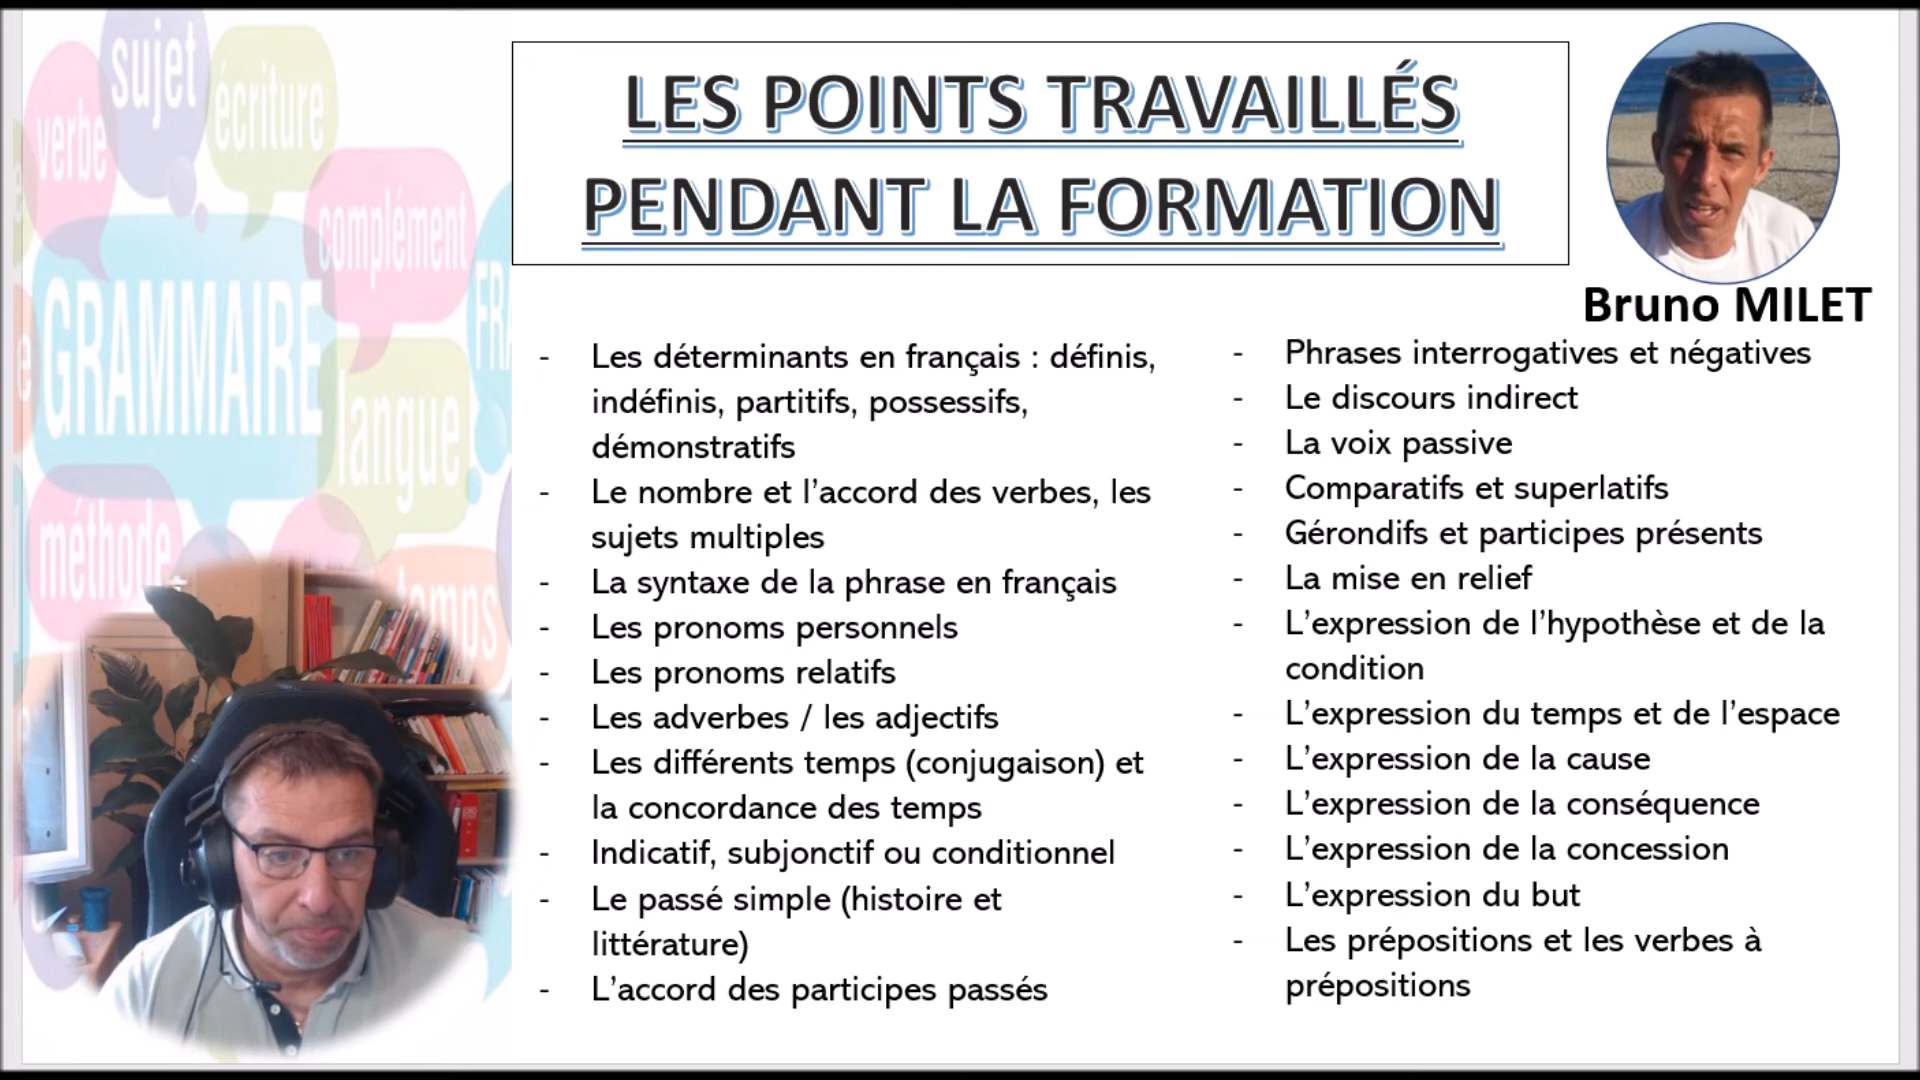 sujet
écriture
verbe
complément
GRAMMAIRE
FRA
langue
méthode
temps
LES POINTS TRAVAILLÉS
PENDANT LA FORMATION
Bruno MILET
- Les déterminants en français : définis,
indéfinis, partitifs, possessifs,
démonstratifs
- Le nombre et l’accord des verbes, les
sujets multiples
- La syntaxe de la phrase en français
- Les pronoms personnels
- Les pronoms relatifs
- Les adverbes / les adjectifs
- Les différents temps (conjugaison) et
la concordance des temps
- Indicatif, subjonctif ou conditionnel
- Le passé simple (histoire et
littérature)
- L’accord des participes passés
- Phrases interrogatives et négatives
- Le discours indirect
- La voix passive
- Comparatifs et superlatifs
- Gérondifs et participes présents
- La mise en relief
- L’expression de l’hypothèse et de la
condition
- L’expression du temps et de l’espace
- L’expression de la cause
- L’expression de la conséquence
- L’expression de la concession
- L’expression du but
- Les prépositions et les verbes à
prépositions